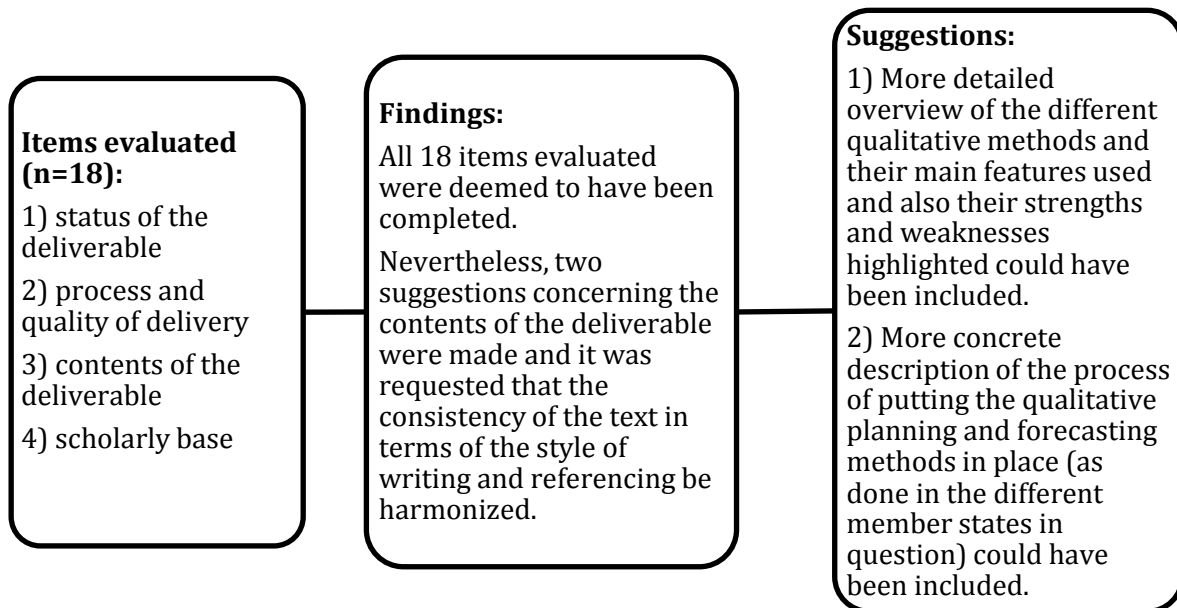 Items evaluated
(n=18):
1) status of the
deliverable
2) process and
quality of delivery
3) contents of the
deliverable
4) scholarly base
Findings:
All 18 items evaluated
were deemed to have been
completed.
Nevertheless, two
suggestions concerning the
contents of the deliverable
were made and it was
requested that the
consistency of the text in
terms of the style of
writing and referencing be
harmonized.
Suggestions:
1) More detailed
overview of the different
qualitative methods and
their main features used
and also their strengths
and weaknesses
highlighted could have
been included.
2) More concrete
description of the process
of putting the qualitative
planning and forecasting
methods in place (as
done in the different
member states in
question) could have
been included.